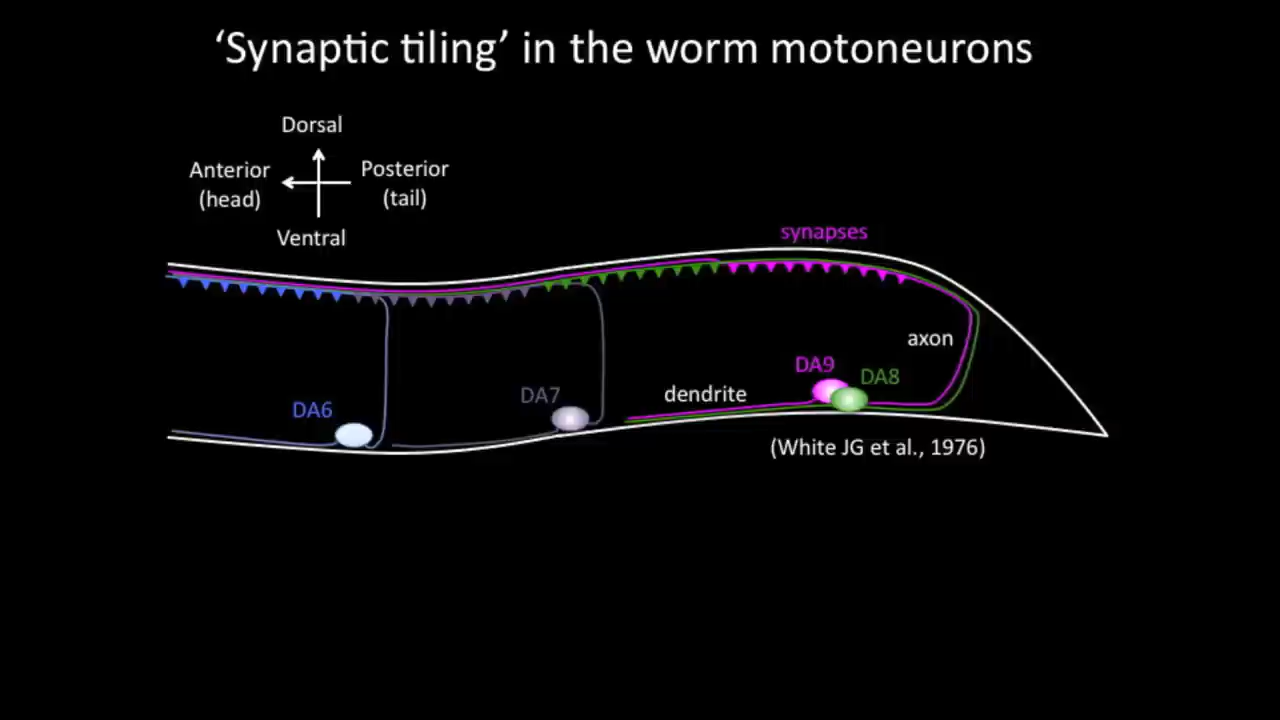 ‘Synaptic tiling’ in the worm motoneurons
Dorsal
Anterior
(head)
Posterior
(tail)
Ventral
synapses
axon
DA9
DA8
dendrite
DA7
DA6
(White JG et al., 1976)